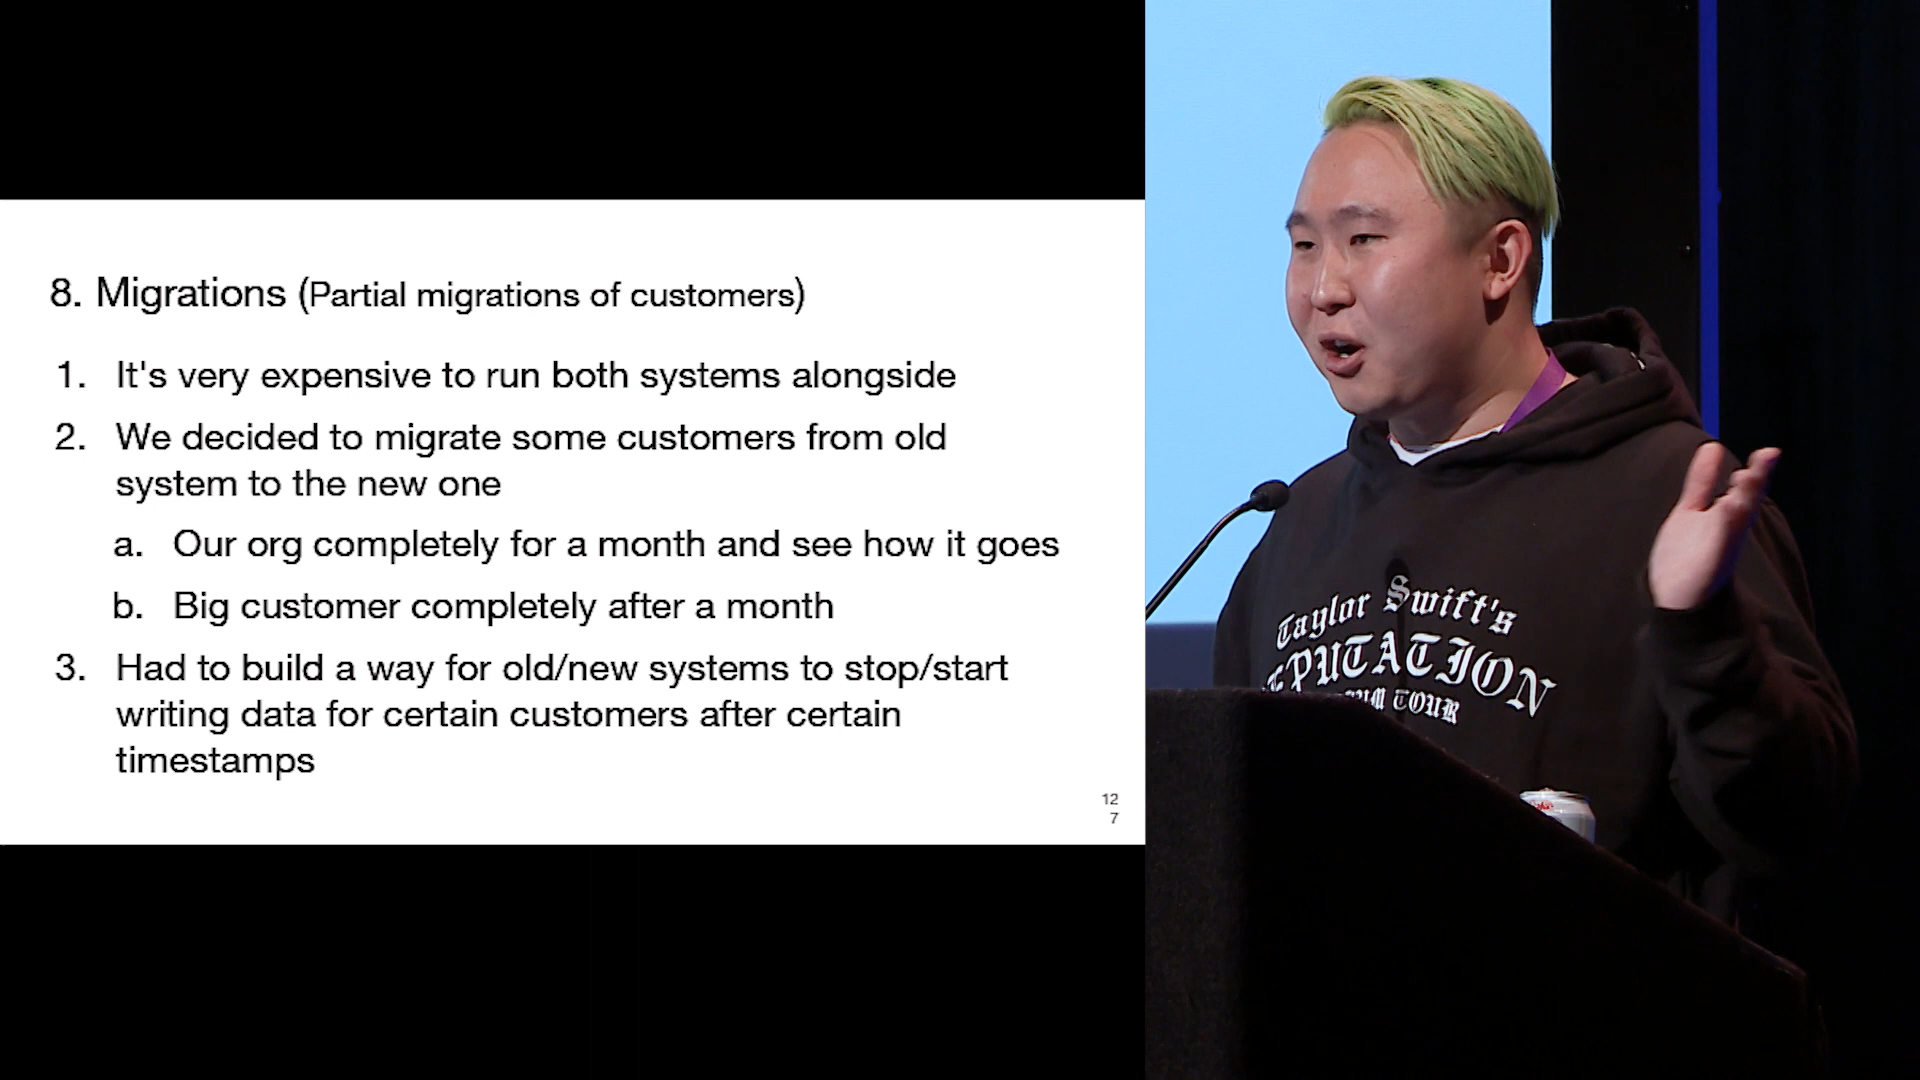 8. Migrations (Partial migrations of customers)
1. It's very expensive to run both systems alongside
2. We decided to migrate some customers from old
system to the new one
a. Our org completely for a month and see how it goes
b. Big customer completely after a month
3. Had to build a way for old/new systems to stop/start
writing data for certain customers after certain
timestamps
12
7
Taylor Swift's
TOUR